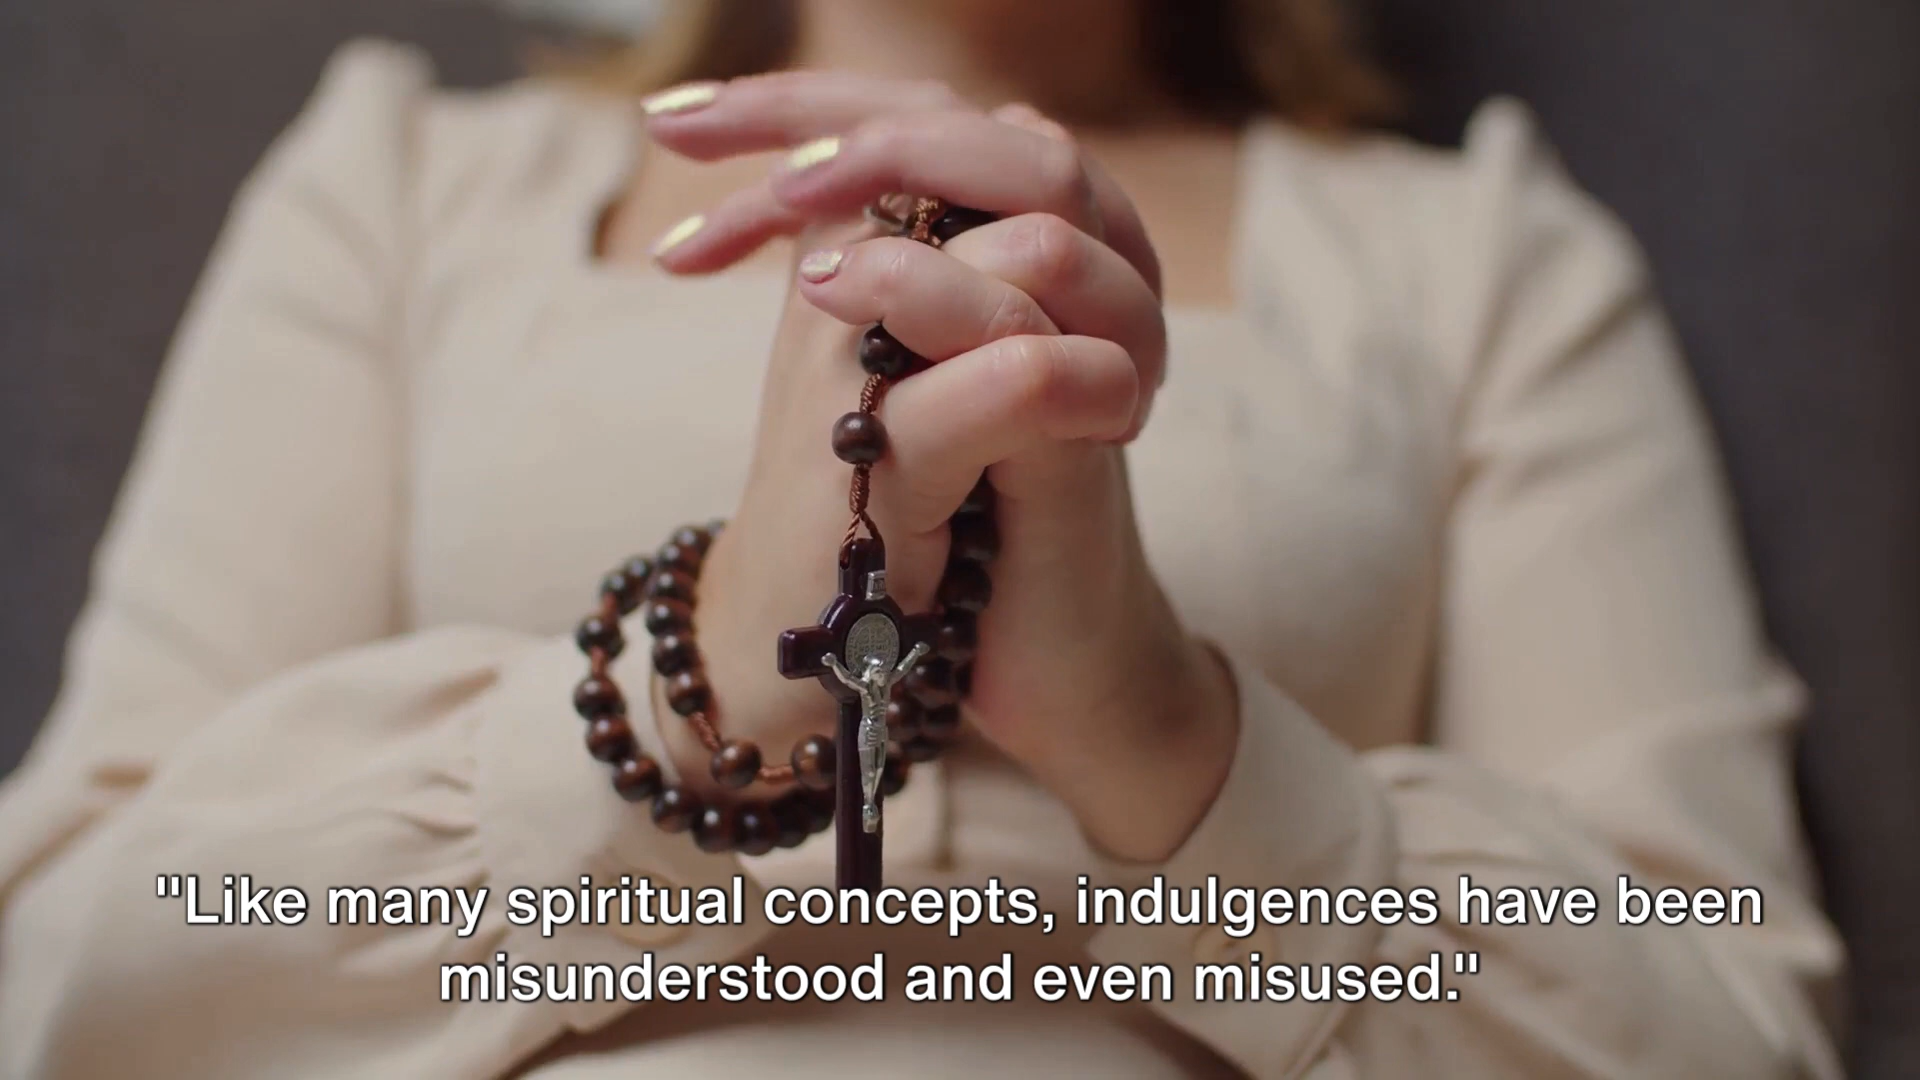 "Like many spiritual concepts, indulgences have been
misunderstood and even misused."